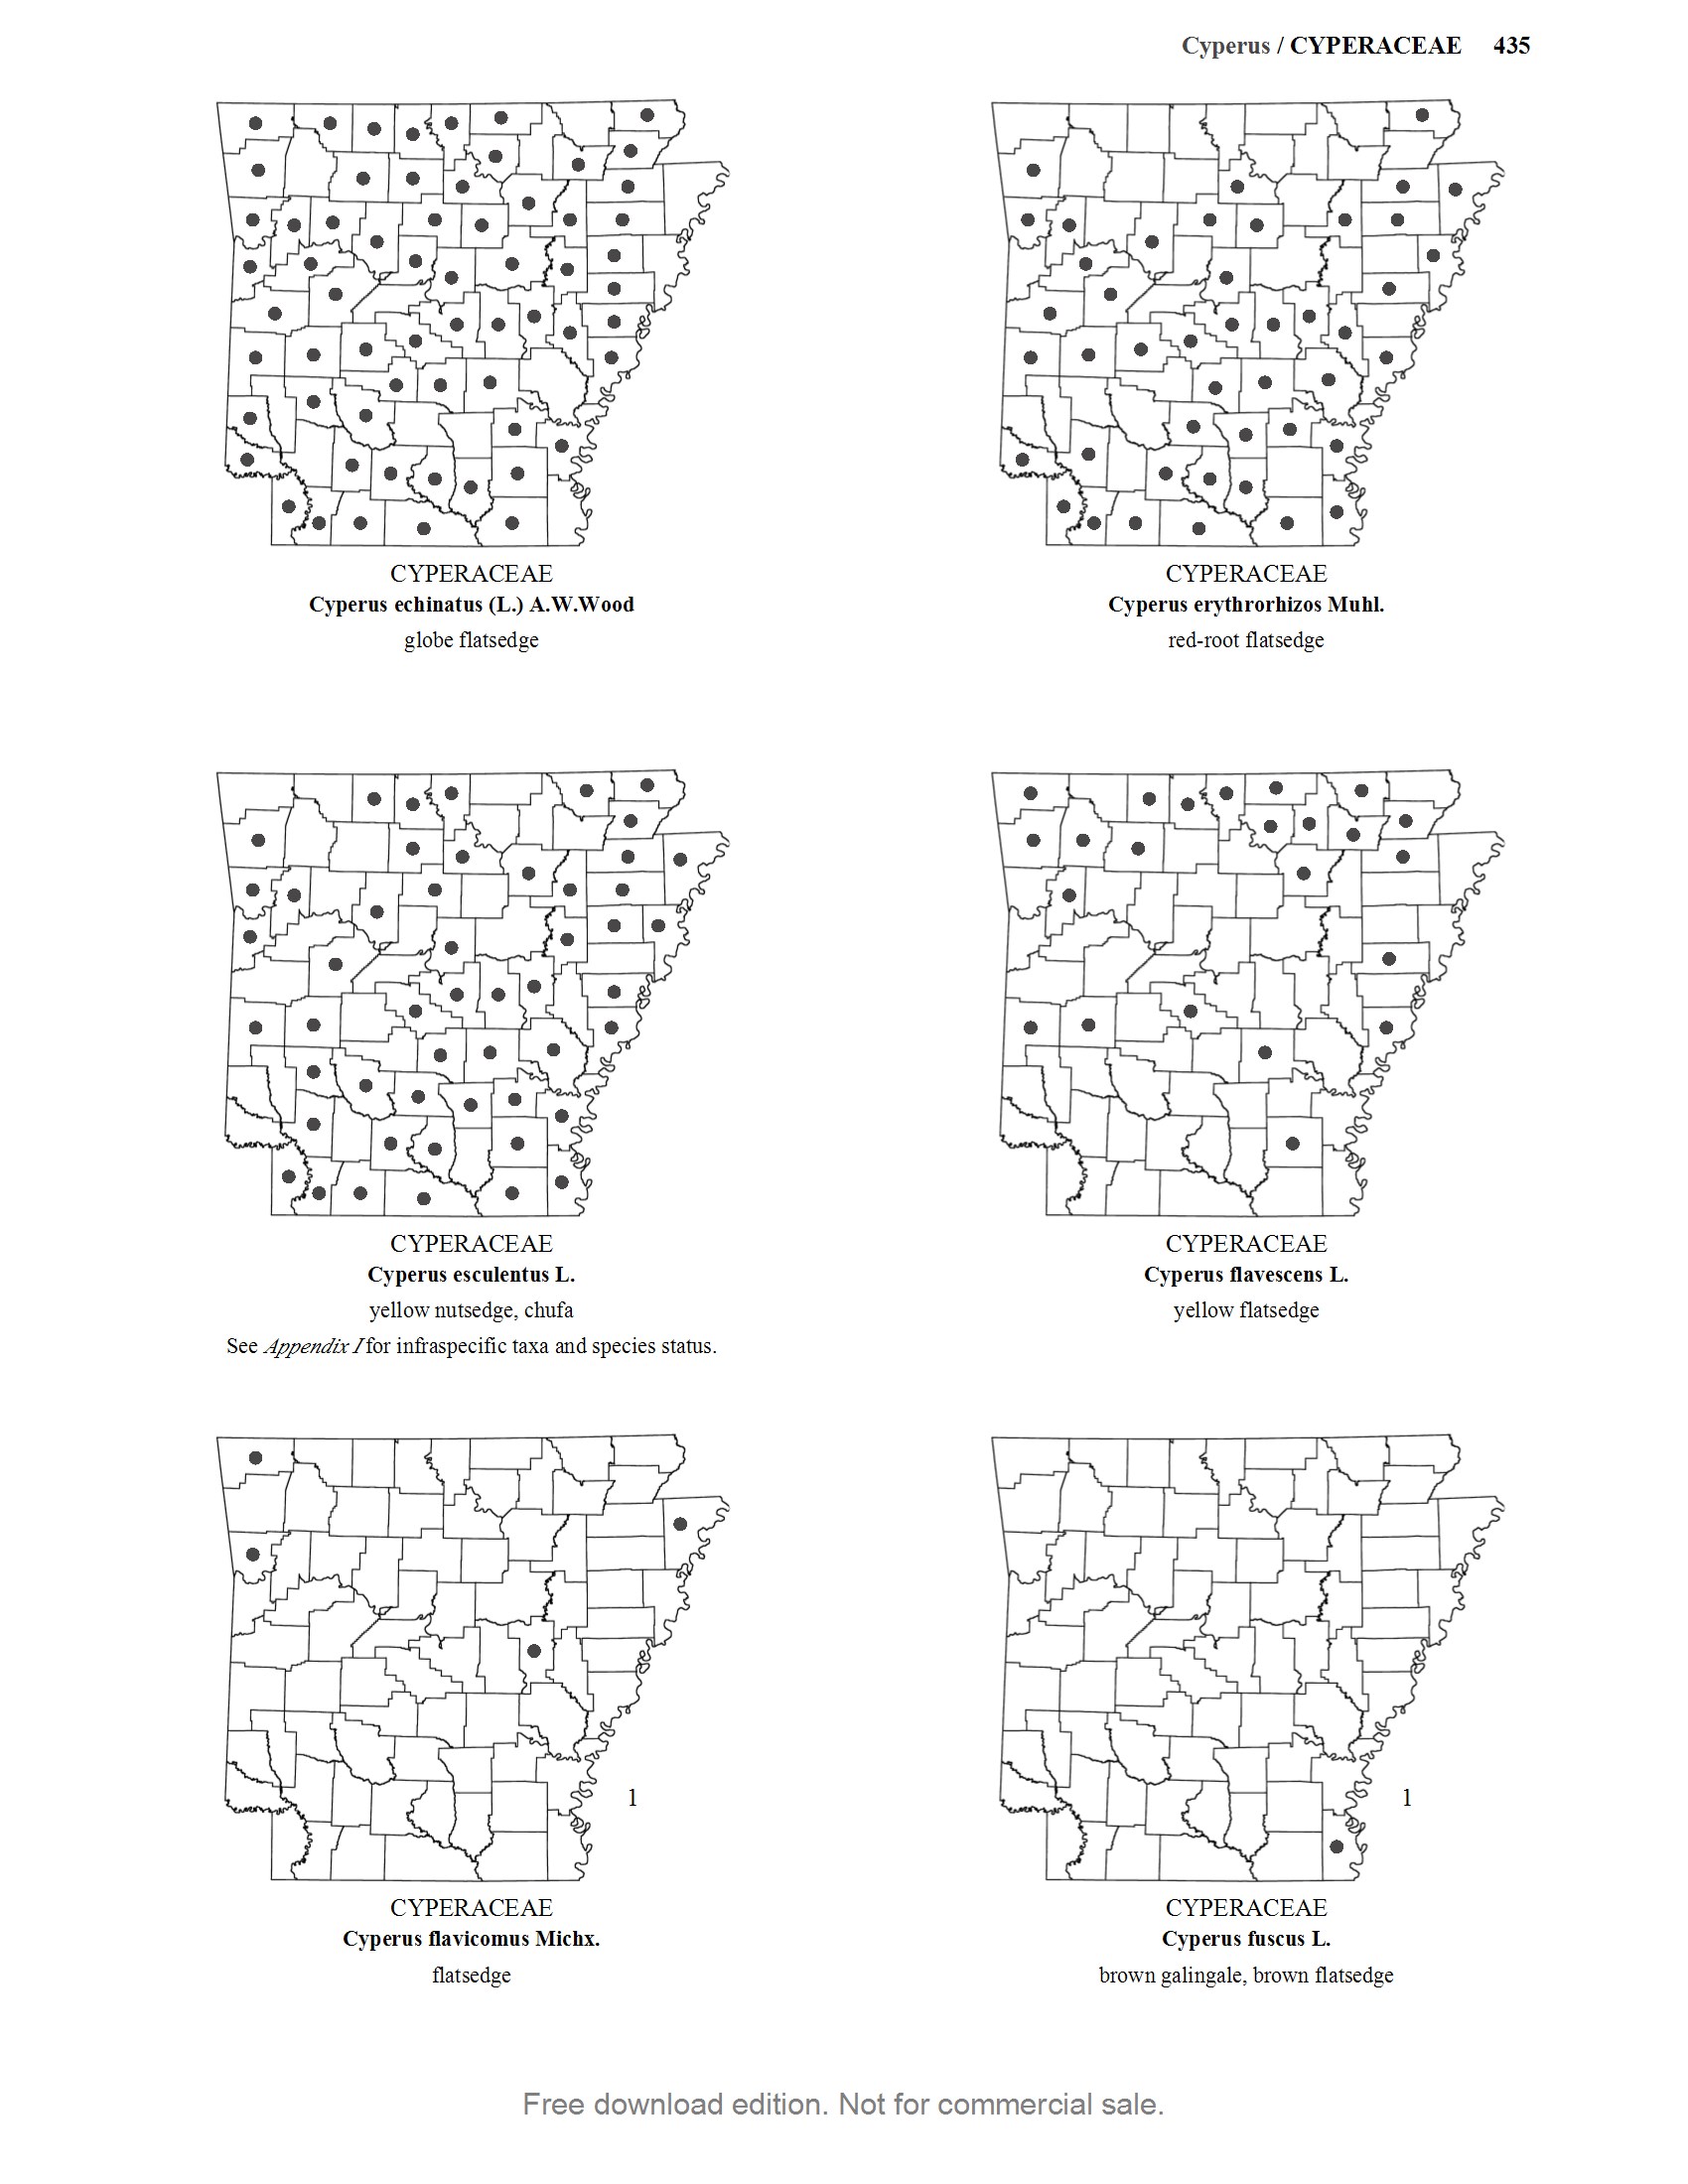 Cyperus / CYPERACEAE 435
CYPERACEAE
Cyperus echinatus (L.) A.W.Wood
globe flatsedge
CYPERACEAE
Cyperus erythrorhizos Muhl.
red-root flatsedge
CYPERACEAE
Cyperus esculentus L.
yellow nutsedge, chufa
See Appendix I for infraspecific taxa and species status.
CYPERACEAE
Cyperus flavescens L.
yellow flatsedge
1
CYPERACEAE
Cyperus flavicomus Michx.
flatsedge
1
CYPERACEAE
Cyperus fuscus L.
brown galingale, brown flatsedge
Free download edition. Not for commercial sale.